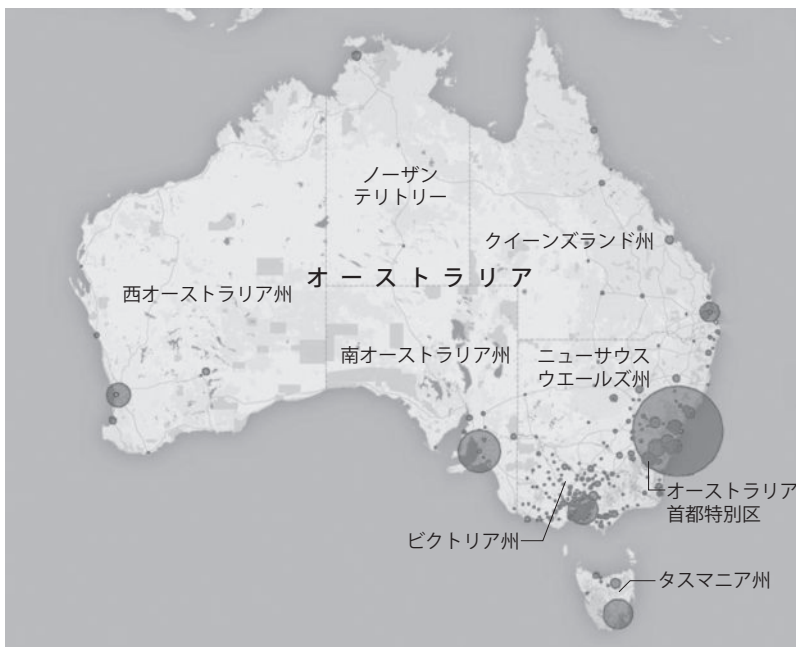 ノーザン
テリトリー
クイーンズランド州
オーストラリア
西オーストラリア州
南オーストラリア州
ニューサウス
ウエールズ州
オーストラリア
首都特別区
ビクトリア州
タスマニア州